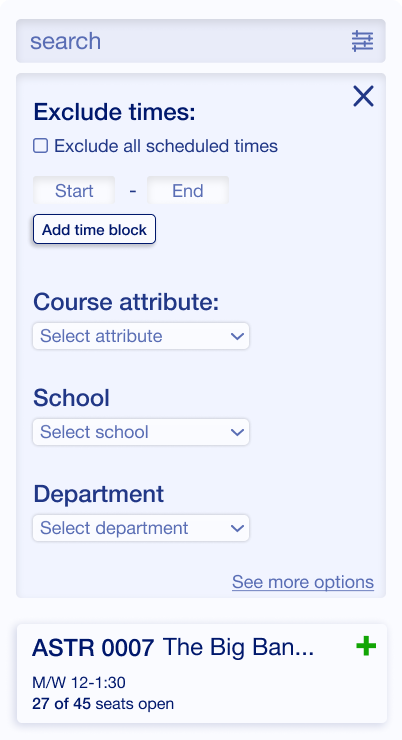 search
Exclude times:
Exclude all scheduled times
Start - End
Add time block
Course attribute:
Select attribute
School
Select school
Department
Select department
See more options
ASTR 0007 The Big Ban...
M/W 12-1:30
27 of 45 seats open